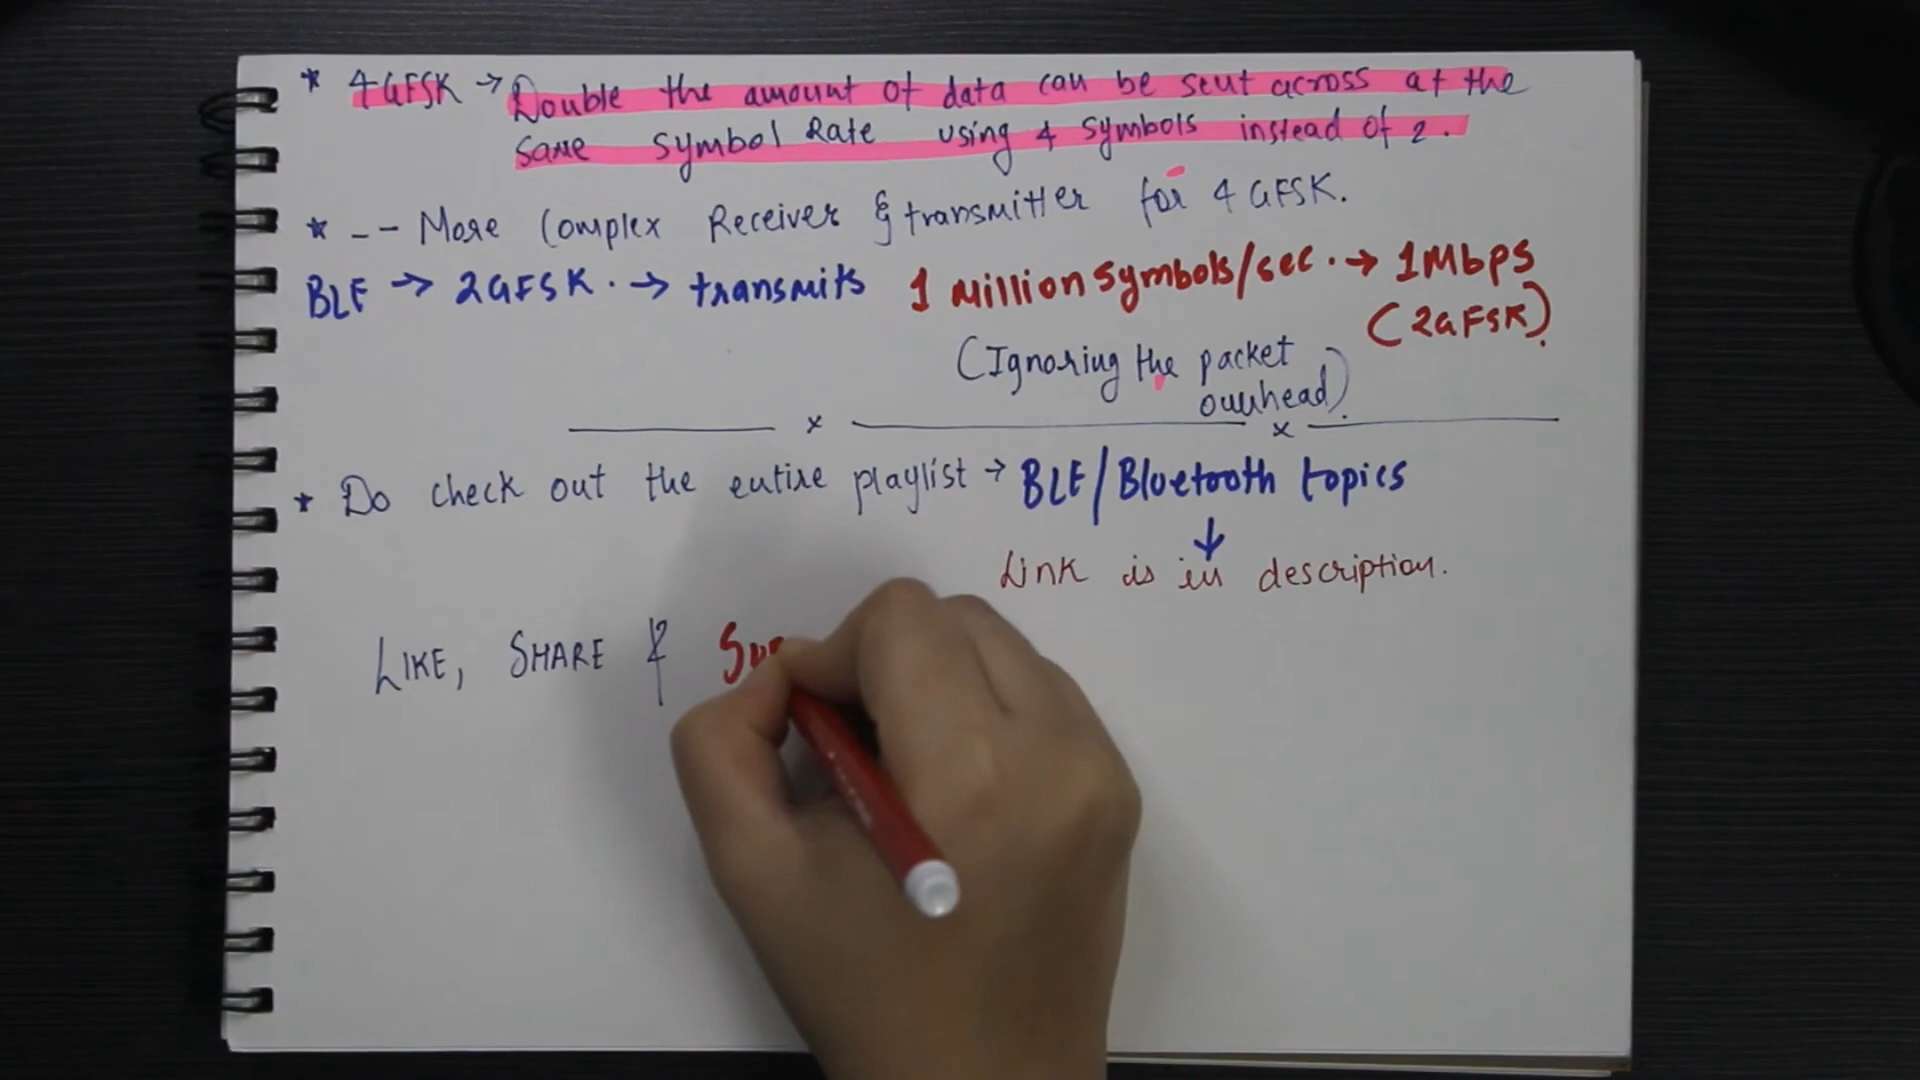 * 4GFSK → Double the amount of data can be sent across at the
same symbol Rate using 4 symbols instead of 2.
* -- More Complex Receiver & transmitter for 4GFSK.
BLE → 2GFSK. → transmits 1 Million symbols/sec. → 1Mbps
(2GFSK).
(Ignoring the packet
overhead).
x x
* Do check out the entire playlist → BLE/Bluetooth topics
↓
Link is in description.
LIKE, SHARE & Su